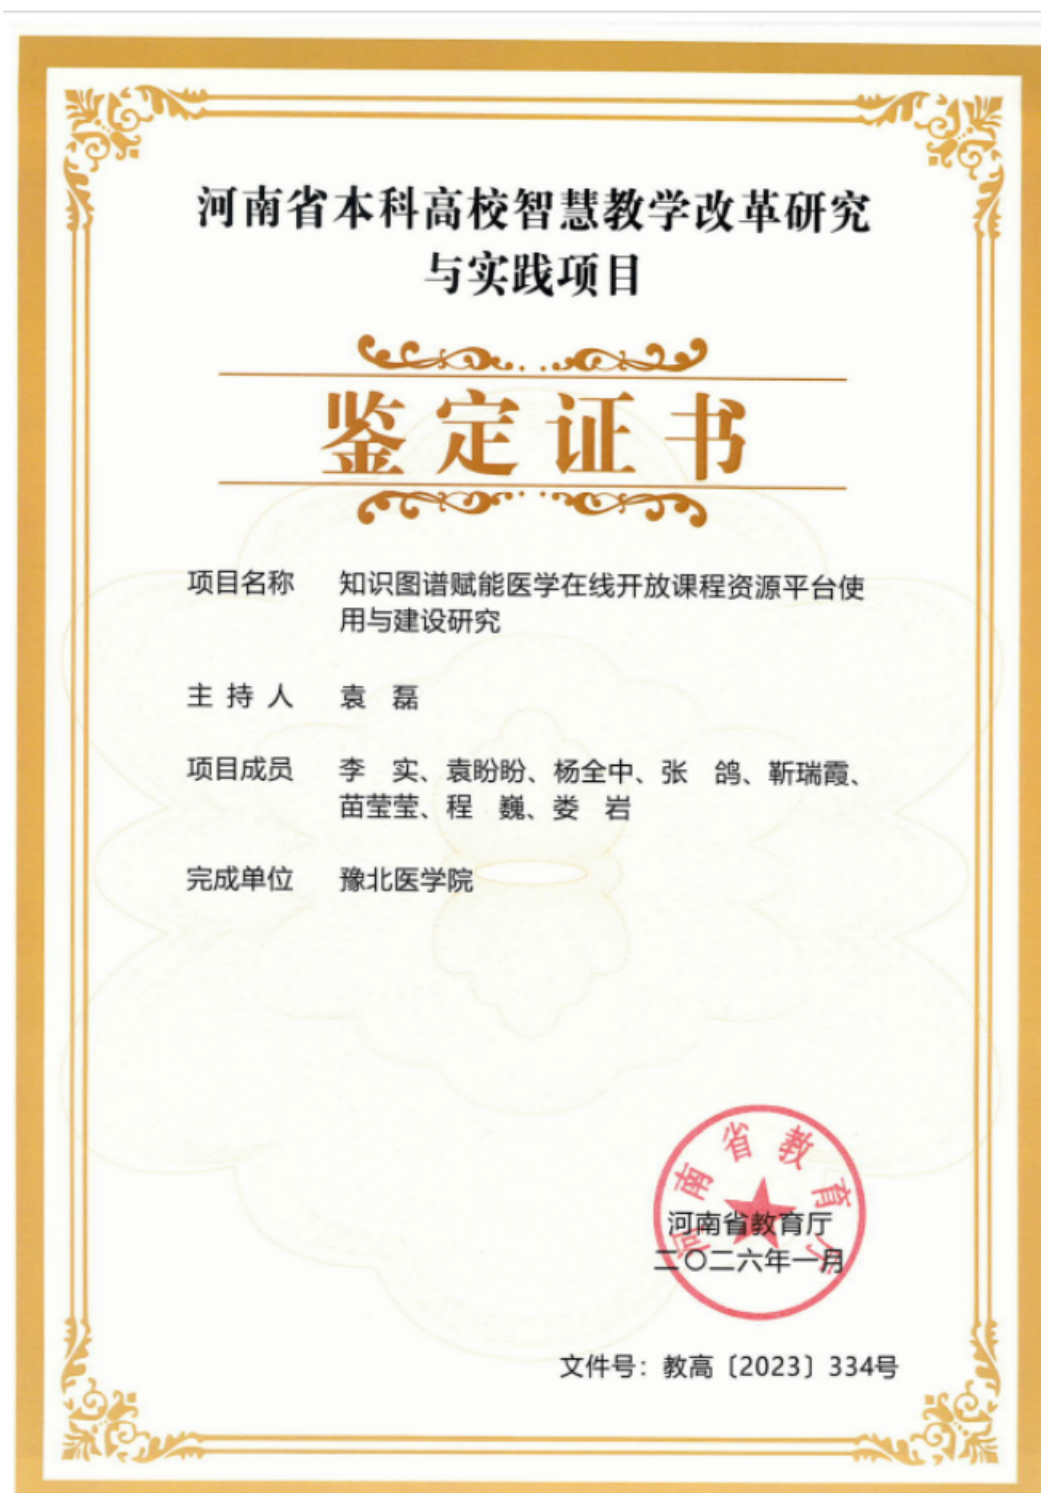 河南省本科高校智慧教学改革研究
与实践项目
鉴定证书
项目名称 知识图谱赋能医学在线开放课程资源平台使
用与建设研究
主持人 袁 磊
项目成员 李 实、袁盼盼、杨全中、张 鸽、靳瑞霞、
苗莹莹、程 巍、娄 岩
完成单位 豫北医学院
河南省教育厅
河南省教育厅
二〇二六年一月
文件号：教高〔2023〕334号